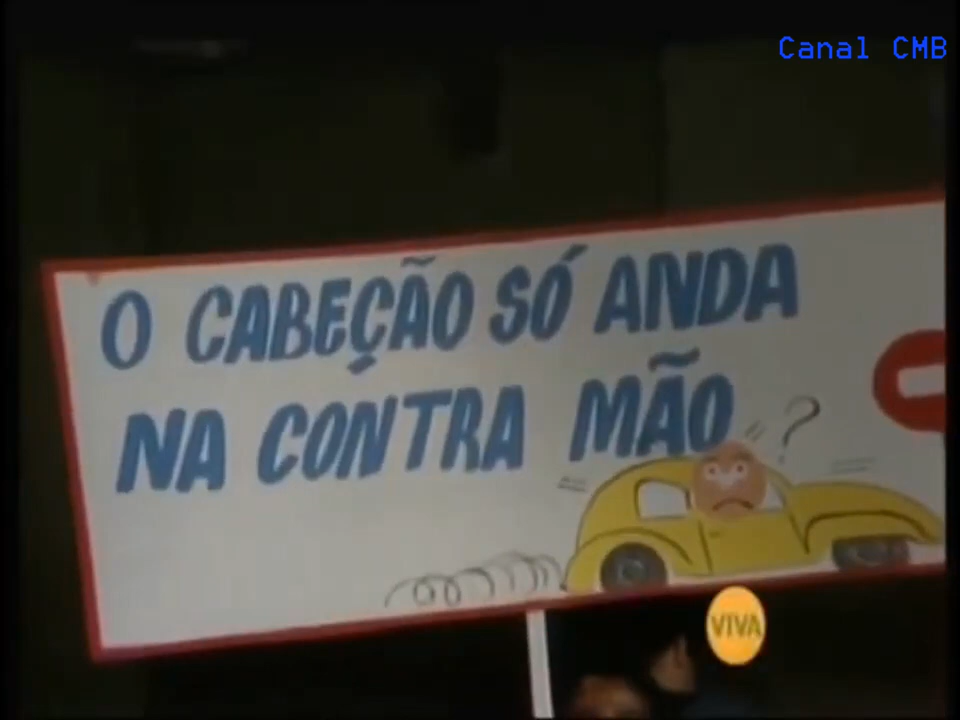 Canal CMB
O CABEÇÃO SÓ ANDA
NA CONTRA MÃO
?
VIVA